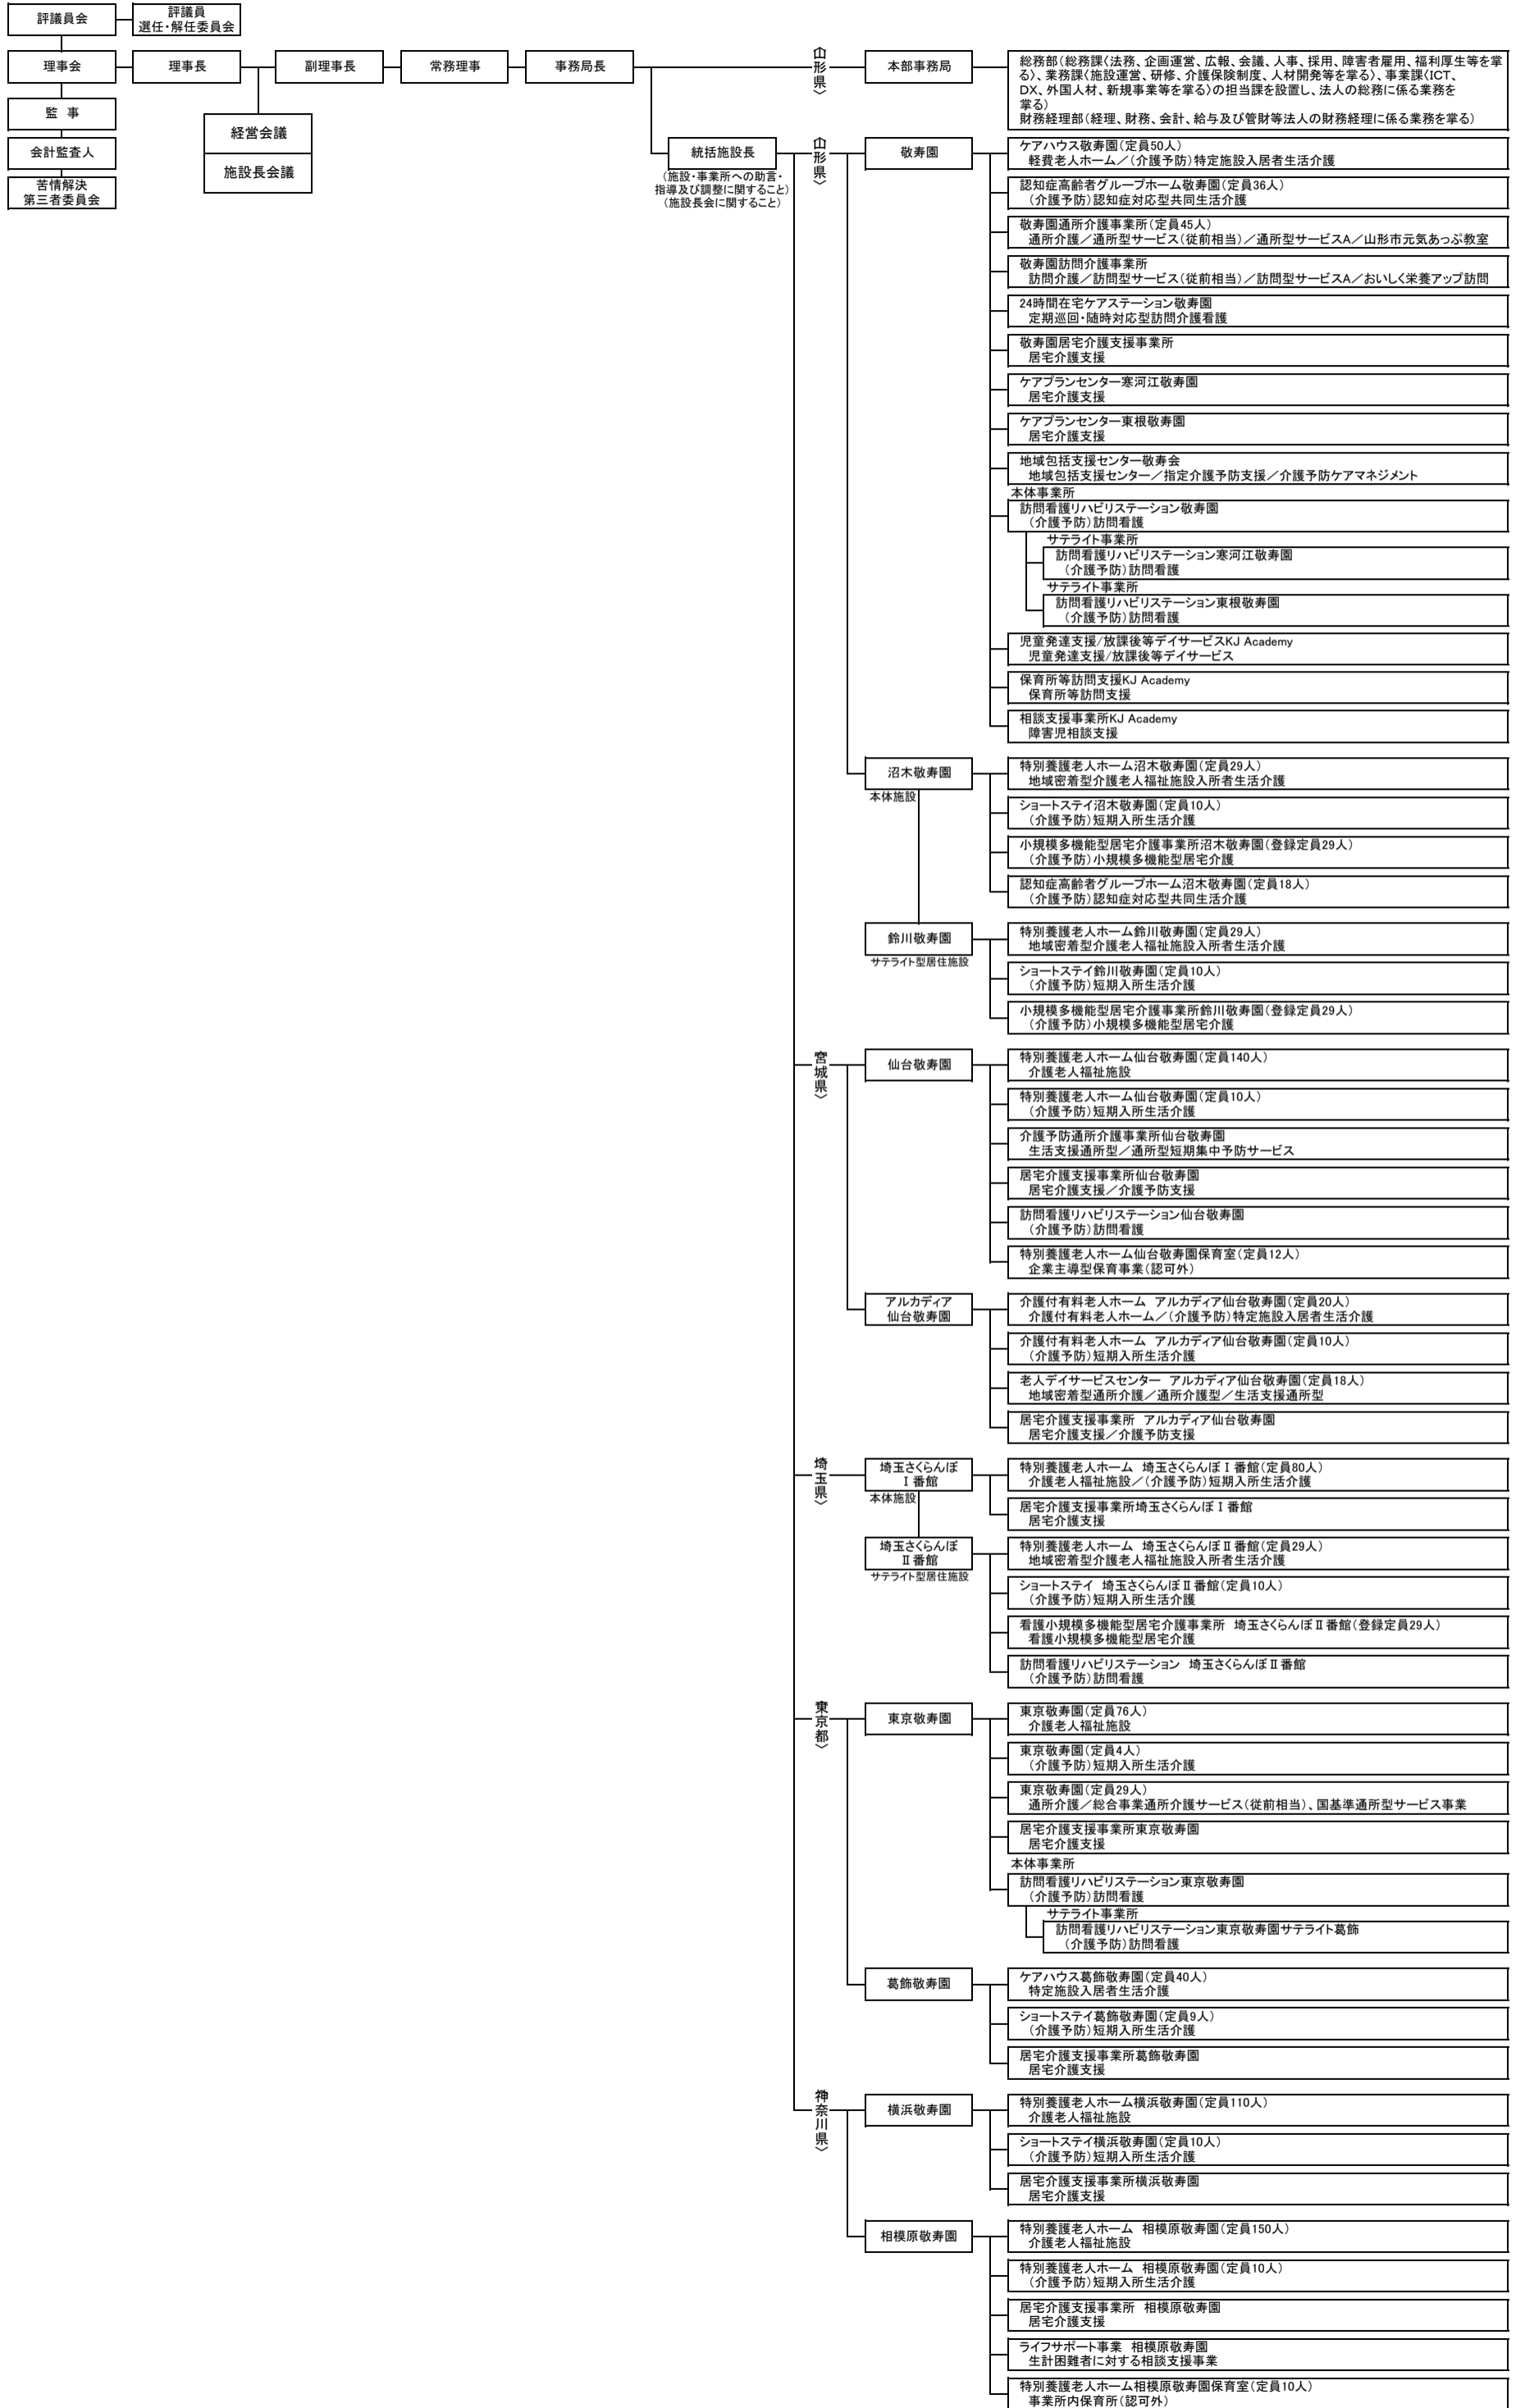 評議員会
評議員
選任・解任委員会
理事会
理事長
副理事長
常務理事
事務局長
監　事
会計監査人
苦情解決
第三者委員会
経営会議
施設長会議
統括施設長
（施設・事業所への助言・
指導及び調整に関すること）
（施設長会に関すること）
〈山形県〉
本部事務局
総務部（総務課〈法務、企画運営、広報、会議、人事、採用、障害者雇用、福利厚生等を掌
る〉、業務課〈施設運営、研修、介護保険制度、人材開発等を掌る〉、事業課〈ICT、
DX、外国人材、新規事業等を掌る〉の担当課を設置し、法人の総務に係る業務を
掌る）
財務経理部（経理、財務、会計、給与及び管財等法人の財務経理に係る業務を掌る）
〈山形県〉
敬寿園
ケアハウス敬寿園（定員50人）
軽費老人ホーム／（介護予防）特定施設入居者生活介護
認知症高齢者グループホーム敬寿園（定員36人）
（介護予防）認知症対応型共同生活介護
敬寿園通所介護事業所（定員45人）
通所介護／通所型サービス（従前相当）／通所型サービスA／山形市元気あっぷ教室
敬寿園訪問介護事業所
訪問介護／訪問型サービス（従前相当）／訪問型サービスA／おいしく栄養アップ訪問
24時間在宅ケアステーション敬寿園
定期巡回・随時対応型訪問介護看護
敬寿園居宅介護支援事業所
居宅介護支援
ケアプランセンター寒河江敬寿園
居宅介護支援
ケアプランセンター東根敬寿園
居宅介護支援
地域包括支援センター敬寿会
地域包括支援センター／指定介護予防支援／介護予防ケアマネジメント
本体事業所
訪問看護リハビリステーション敬寿園
（介護予防）訪問看護
サテライト事業所
訪問看護リハビリステーション寒河江敬寿園
（介護予防）訪問看護
サテライト事業所
訪問看護リハビリステーション東根敬寿園
（介護予防）訪問看護
児童発達支援/放課後等デイサービスKJ Academy
児童発達支援/放課後等デイサービス
保育所等訪問支援KJ Academy
保育所等訪問支援
相談支援事業所KJ Academy
障害児相談支援
沼木敬寿園
本体施設
特別養護老人ホーム沼木敬寿園（定員29人）
地域密着型介護老人福祉施設入所者生活介護
ショートステイ沼木敬寿園（定員10人）
（介護予防）短期入所生活介護
小規模多機能型居宅介護事業所沼木敬寿園（登録定員29人）
（介護予防）小規模多機能型居宅介護
認知症高齢者グループホーム沼木敬寿園（定員18人）
（介護予防）認知症対応型共同生活介護
鈴川敬寿園
サテライト型居住施設
特別養護老人ホーム鈴川敬寿園（定員29人）
地域密着型介護老人福祉施設入所者生活介護
ショートステイ鈴川敬寿園（定員10人）
（介護予防）短期入所生活介護
小規模多機能型居宅介護事業所鈴川敬寿園（登録定員29人）
（介護予防）小規模多機能型居宅介護
〈宮城県〉
仙台敬寿園
特別養護老人ホーム仙台敬寿園（定員140人）
介護老人福祉施設
特別養護老人ホーム仙台敬寿園（定員10人）
（介護予防）短期入所生活介護
介護予防通所介護事業所仙台敬寿園
生活支援通所型／通所型短期集中予防サービス
居宅介護支援事業所仙台敬寿園
居宅介護支援／介護予防支援
訪問看護リハビリステーション仙台敬寿園
（介護予防）訪問看護
特別養護老人ホーム仙台敬寿園保育室（定員12人）
企業主導型保育事業（認可外）
アルカディア
仙台敬寿園
介護付有料老人ホーム　アルカディア仙台敬寿園（定員20人）
介護付有料老人ホーム／（介護予防）特定施設入居者生活介護
介護付有料老人ホーム　アルカディア仙台敬寿園（定員10人）
（介護予防）短期入所生活介護
老人デイサービスセンター　アルカディア仙台敬寿園（定員18人）
地域密着型通所介護／通所介護型／生活支援通所型
居宅介護支援事業所　アルカディア仙台敬寿園
居宅介護支援／介護予防支援
〈埼玉県〉
埼玉さくらんぼ
Ⅰ番館
本体施設
特別養護老人ホーム　埼玉さくらんぼⅠ番館（定員80人）
介護老人福祉施設／（介護予防）短期入所生活介護
居宅介護支援事業所埼玉さくらんぼⅠ番館
居宅介護支援
埼玉さくらんぼ
Ⅱ番館
サテライト型居住施設
特別養護老人ホーム　埼玉さくらんぼⅡ番館（定員29人）
地域密着型介護老人福祉施設入所者生活介護
ショートステイ　埼玉さくらんぼⅡ番館（定員10人）
（介護予防）短期入所生活介護
看護小規模多機能型居宅介護事業所　埼玉さくらんぼⅡ番館（登録定員29人）
看護小規模多機能型居宅介護
訪問看護リハビリステーション　埼玉さくらんぼⅡ番館
（介護予防）訪問看護
〈東京都〉
東京敬寿園
東京敬寿園（定員76人）
介護老人福祉施設
東京敬寿園（定員4人）
（介護予防）短期入所生活介護
東京敬寿園（定員29人）
通所介護／総合事業通所介護サービス（従前相当）、国基準通所型サービス事業
居宅介護支援事業所東京敬寿園
居宅介護支援
本体事業所
訪問看護リハビリステーション東京敬寿園
（介護予防）訪問看護
サテライト事業所
訪問看護リハビリステーション東京敬寿園サテライト葛飾
（介護予防）訪問看護
葛飾敬寿園
ケアハウス葛飾敬寿園（定員40人）
特定施設入居者生活介護
ショートステイ葛飾敬寿園（定員9人）
（介護予防）短期入所生活介護
居宅介護支援事業所葛飾敬寿園
居宅介護支援
〈神奈川県〉
横浜敬寿園
特別養護老人ホーム横浜敬寿園（定員110人）
介護老人福祉施設
ショートステイ横浜敬寿園（定員10人）
（介護予防）短期入所生活介護
居宅介護支援事業所横浜敬寿園
居宅介護支援
相模原敬寿園
特別養護老人ホーム　相模原敬寿園（定員150人）
介護老人福祉施設
特別養護老人ホーム　相模原敬寿園（定員10人）
（介護予防）短期入所生活介護
居宅介護支援事業所　相模原敬寿園
居宅介護支援
ライフサポート事業　相模原敬寿園
生計困難者に対する相談支援事業
特別養護老人ホーム相模原敬寿園保育室（定員10人）
事業所内保育所（認可外）